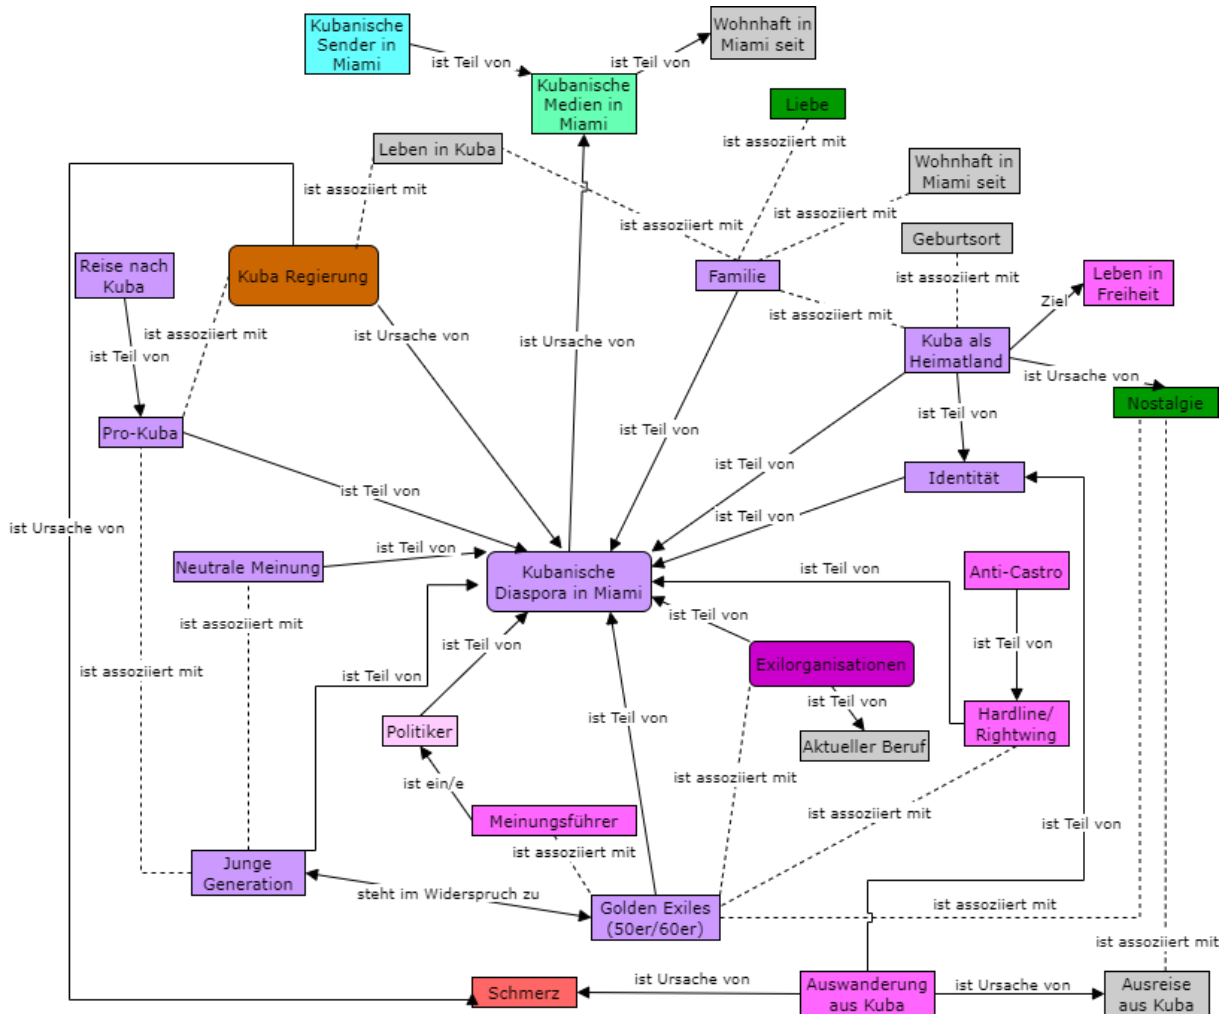 Kubanische
Sender in
Miami
Wohnhaft in
Miami seit
ist Teil von
ist Teil von
Kubanische
Medien in
Miami
Liebe
ist assoziiert mit
Leben in Kuba
Wohnhaft in
Miami seit
ist assoziiert mit
ist assoziiert mit
ist assoziiert mit
Geburtsort
Reise nach
Kuba
Kuba Regierung
Familie
ist assoziiert mit
Leben in
Freiheit
Ziel
ist assoziiert mit
ist assoziiert mit
ist Teil von
ist Ursache von
ist Ursache von
Kuba als
Heimatland
ist Ursache von
Nostalgie
ist Teil von
Pro-Kuba
ist Teil von
ist Teil von
Identität
ist Teil von
ist Teil von
ist Ursache von
ist Teil von
Neutrale Meinung
ist Teil von
Kubanische
Diaspora in Miami
ist Teil von
Anti-Castro
ist assoziiert mit
ist Teil von
ist Teil von
ist Teil von
ist assoziiert mit
ist Teil von
Exilorganisationen
ist Teil von
ist Teil von
Politiker
Aktueller Beruf
Hardline/
Rightwing
ist ein/e
ist assoziiert mit
ist assoziiert mit
Meinungsführer
ist Teil von
ist assoziiert mit
Junge
Generation
steht im Widerspruch zu
Golden Exiles
(50er/60er)
ist assoziiert mit
ist assoziiert mit
Schmerz
ist Ursache von
Auswanderung
aus Kuba
ist Ursache von
Ausreise
aus Kuba